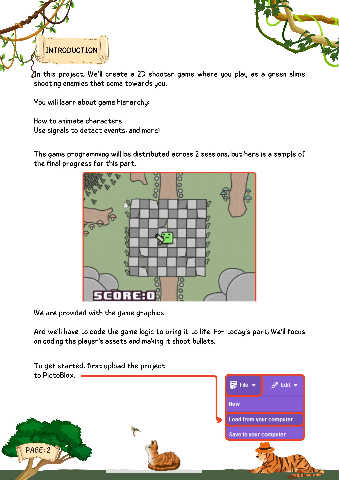 INTRODUCTION
In this project, We'll create a 2D shooter game where you play as a green slime
shooting enemies that come towards you.
You will learn about game hierarchy:
How to animate characters
Use signals to detect events, and more!
The game programming will be distributed across 2 sessions, but here is a sample of
the final progress for this part.
SCORE:0
We are provided with the game graphics.
And we'll have to code the game logic to bring it to life. For today's part, We'll focus
on coding the player's assets and making it shoot bullets.
To get started, first upload the project
to PictoBlox.
File Edit
New
Load from your computer
Save to your computer
PAGE-2